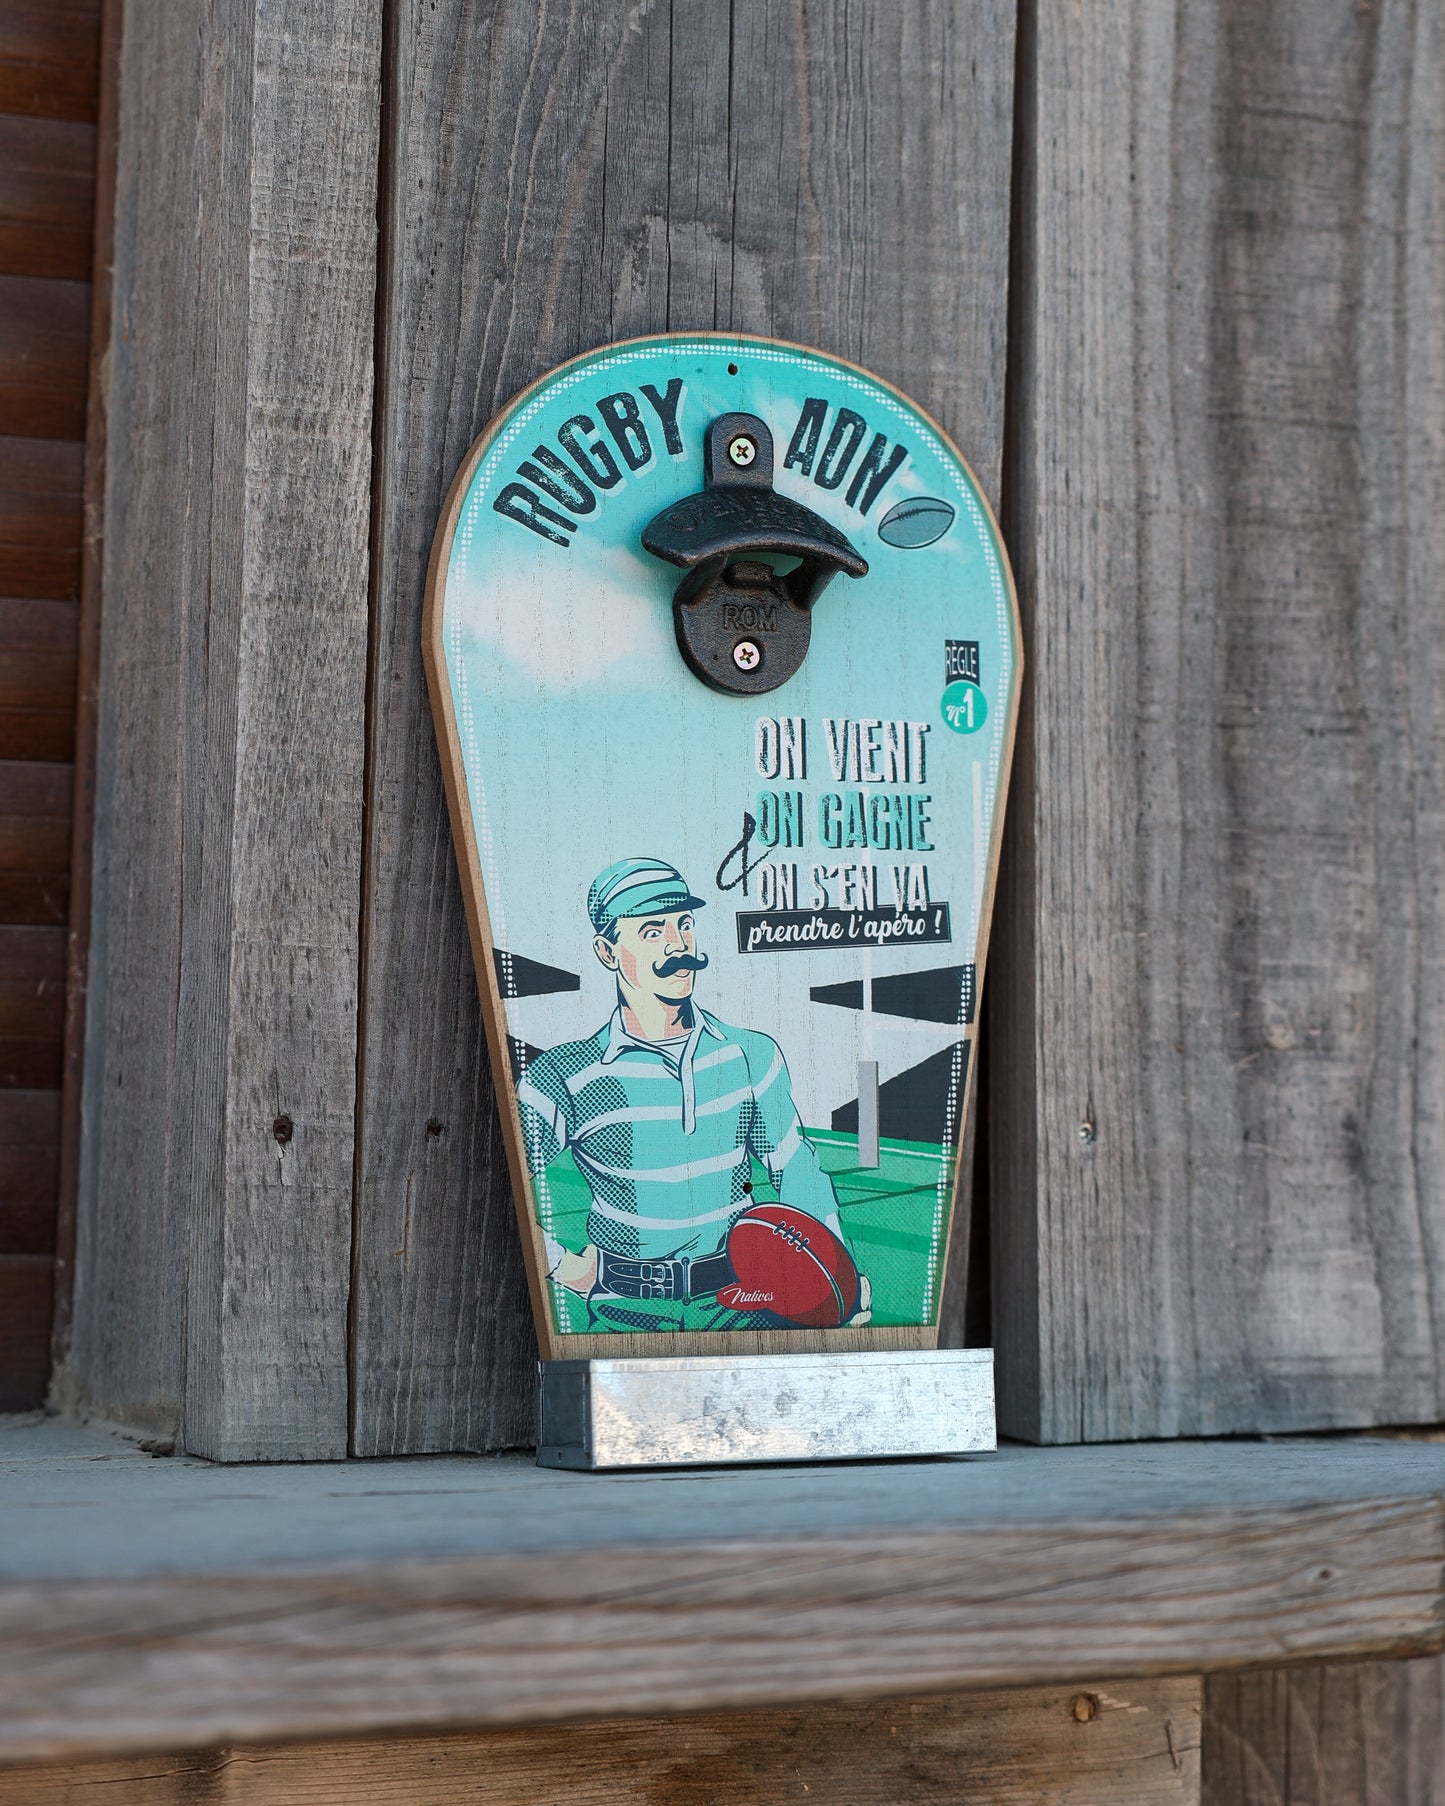 RUGBY ADN
ROM
RÈGLE
N°1
ON VIENT
ON GAGNE
& ON S'EN VA
prendre l'apéro !
Natives